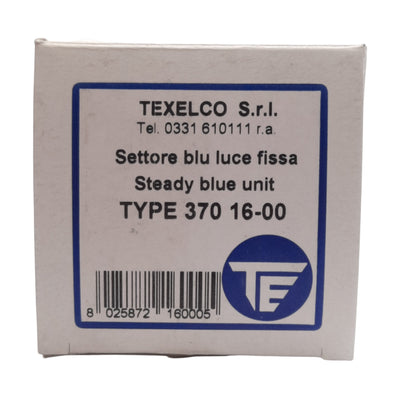 TEXELCO S.r.l.
Tel. 0331 610111 r.a.
Settore blu luce fissa
Steady blue unit
TYPE 370 16-00
TE
8 025872 160005